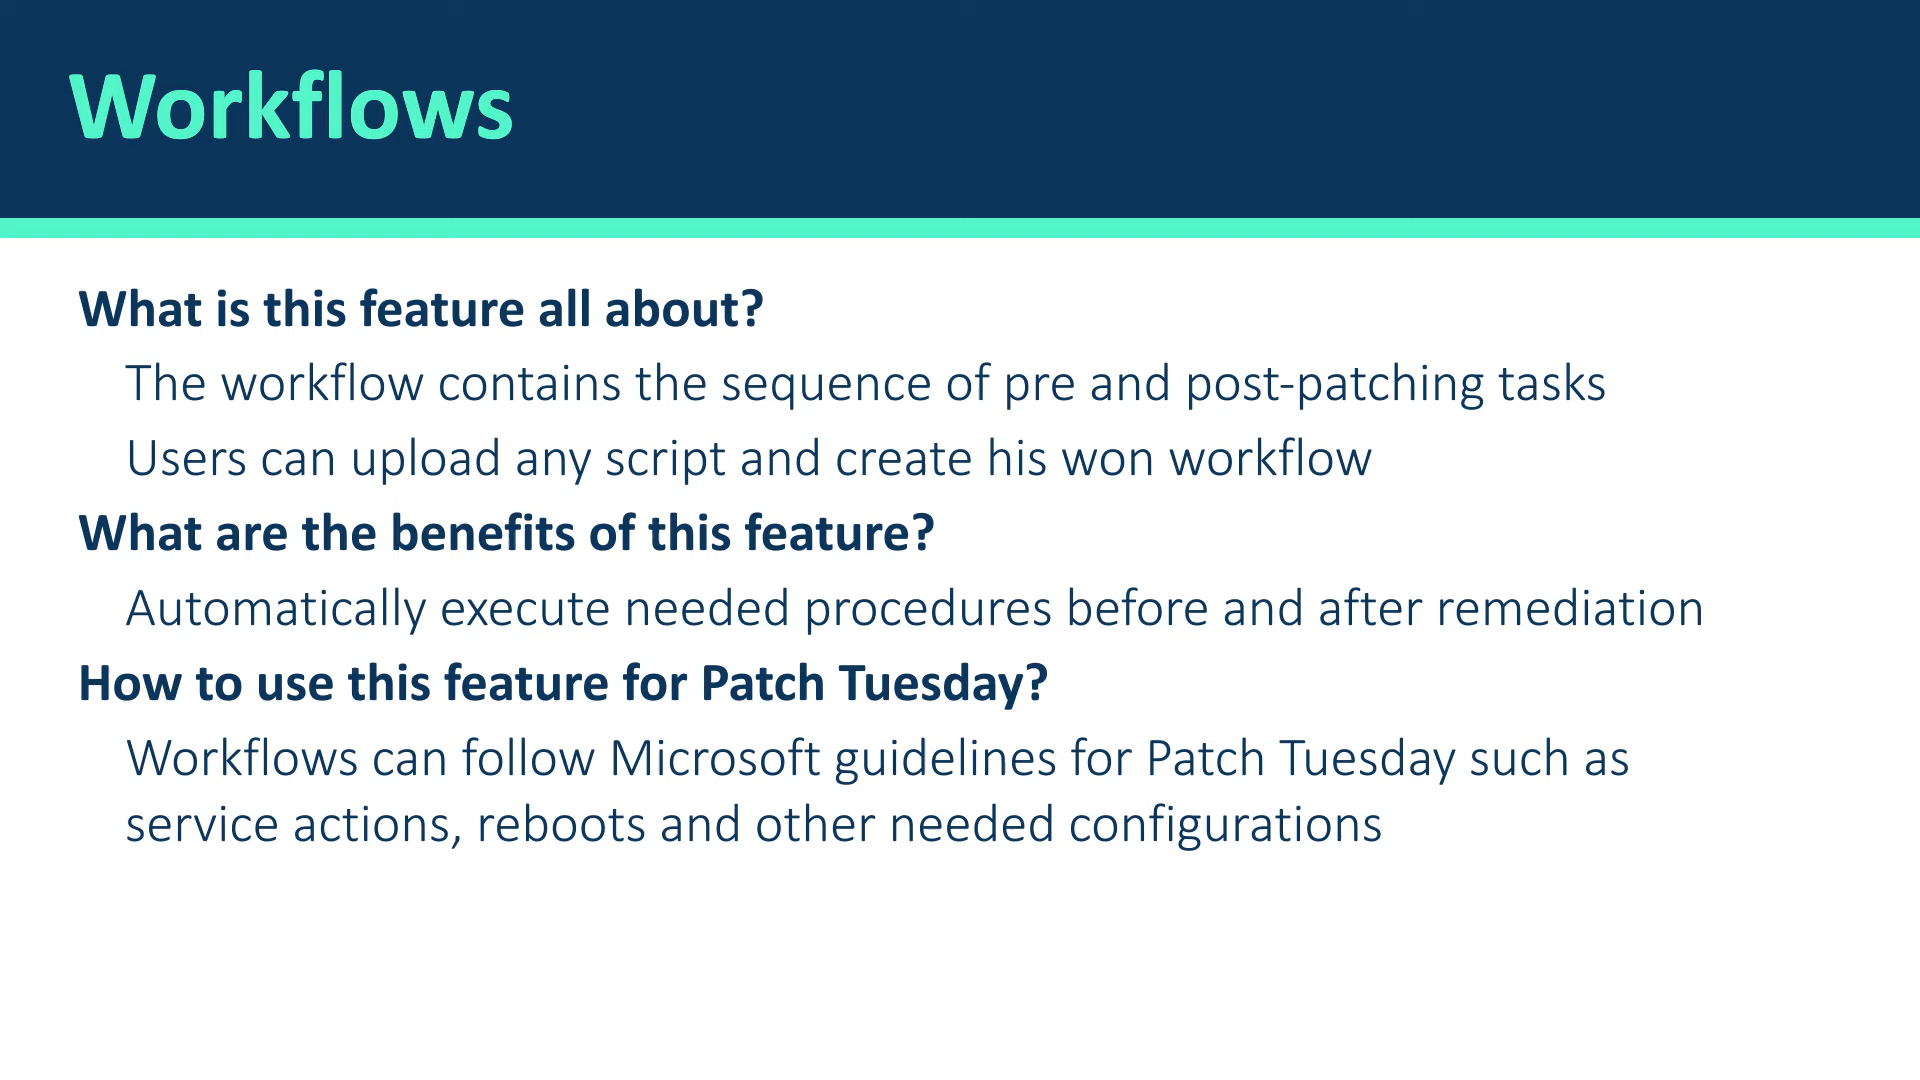 Workflows
What is this feature all about?
The workflow contains the sequence of pre and post-patching tasks
Users can upload any script and create his won workflow
What are the benefits of this feature?
Automatically execute needed procedures before and after remediation
How to use this feature for Patch Tuesday?
Workflows can follow Microsoft guidelines for Patch Tuesday such as
service actions, reboots and other needed configurations